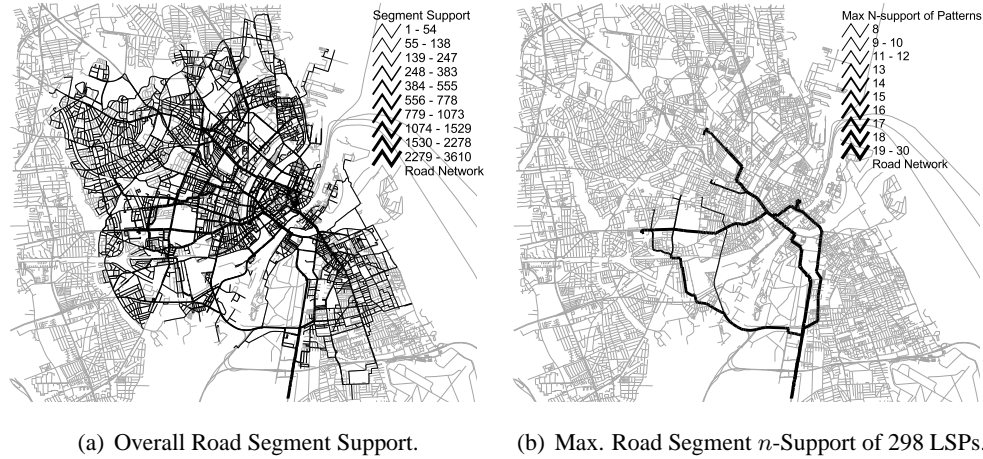 Segment Support
1 - 54
55 - 138
139 - 247
248 - 383
384 - 555
556 - 778
779 - 1073
1074 - 1529
1530 - 2278
2279 - 3610
Road Network
Max N-support of Patterns
8
9 - 10
11 - 12
13
14
15
16
17
18
19 - 30
Road Network
(a) Overall Road Segment Support.
(b) Max. Road Segment n-Support of 298 LSPs.